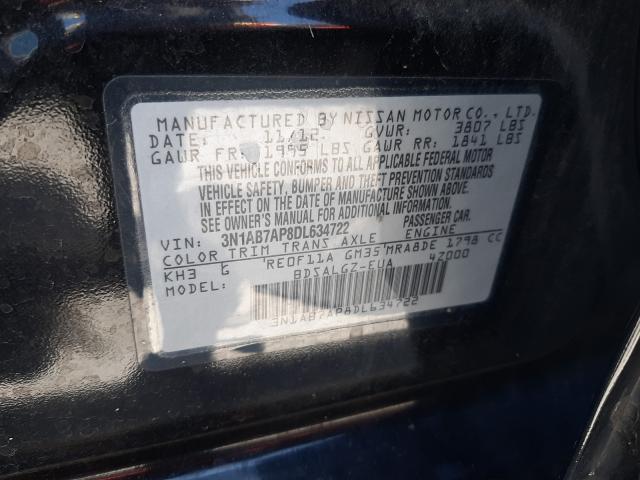 MANUFACTURED BY NISSAN MOTOR CO., LTD.
DATE: 11/12 GVWR: 3807 LBS
GAWR FR: 1995 LBS GAWR RR: 1841 LBS
THIS VEHICLE CONFORMS TO ALL APPLICABLE FEDERAL MOTOR
VEHICLE SAFETY, BUMPER AND THEFT PREVENTION STANDARDS
IN EFFECT ON THE DATE OF MANUFACTURE SHOWN ABOVE.
SEE OWNER'S MANUAL FOR ADDITIONAL INFORMATION.
VIN: 3N1AB7AP8DL634722 PASSENGER CAR.
COLOR TRIM TRANS AXLE ENGINE
KH3 G RE0F11A GM35 MRA8DE 1798 CC
MODEL: BDSALGZ-EUA 4Z000
3N1AB7AP8DL634722